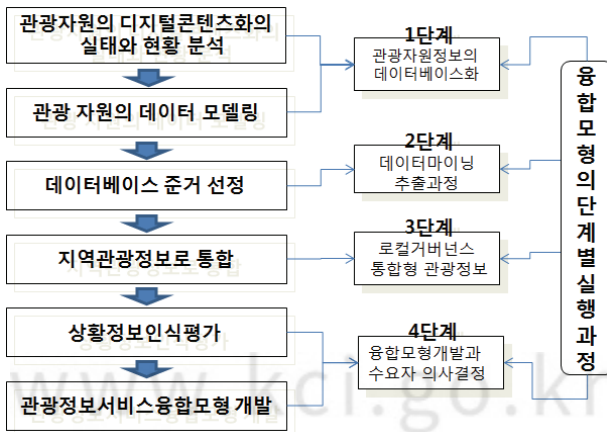 관광자원의 디지털콘텐츠화의
실태와 현황 분석
관광 자원의 데이터 모델링
데이터베이스 준거 선정
지역관광정보로 통합
상황정보인식평가
관광정보서비스융합모형 개발
1단계
관광자원정보의
데이터베이스화
2단계
데이터마이닝
추출과정
3단계
로컬거버넌스
통합형 관광정보
4단계
융합모형개발과
수요자 의사결정
융합모형의단계별실행과정
www.kci.go.kr